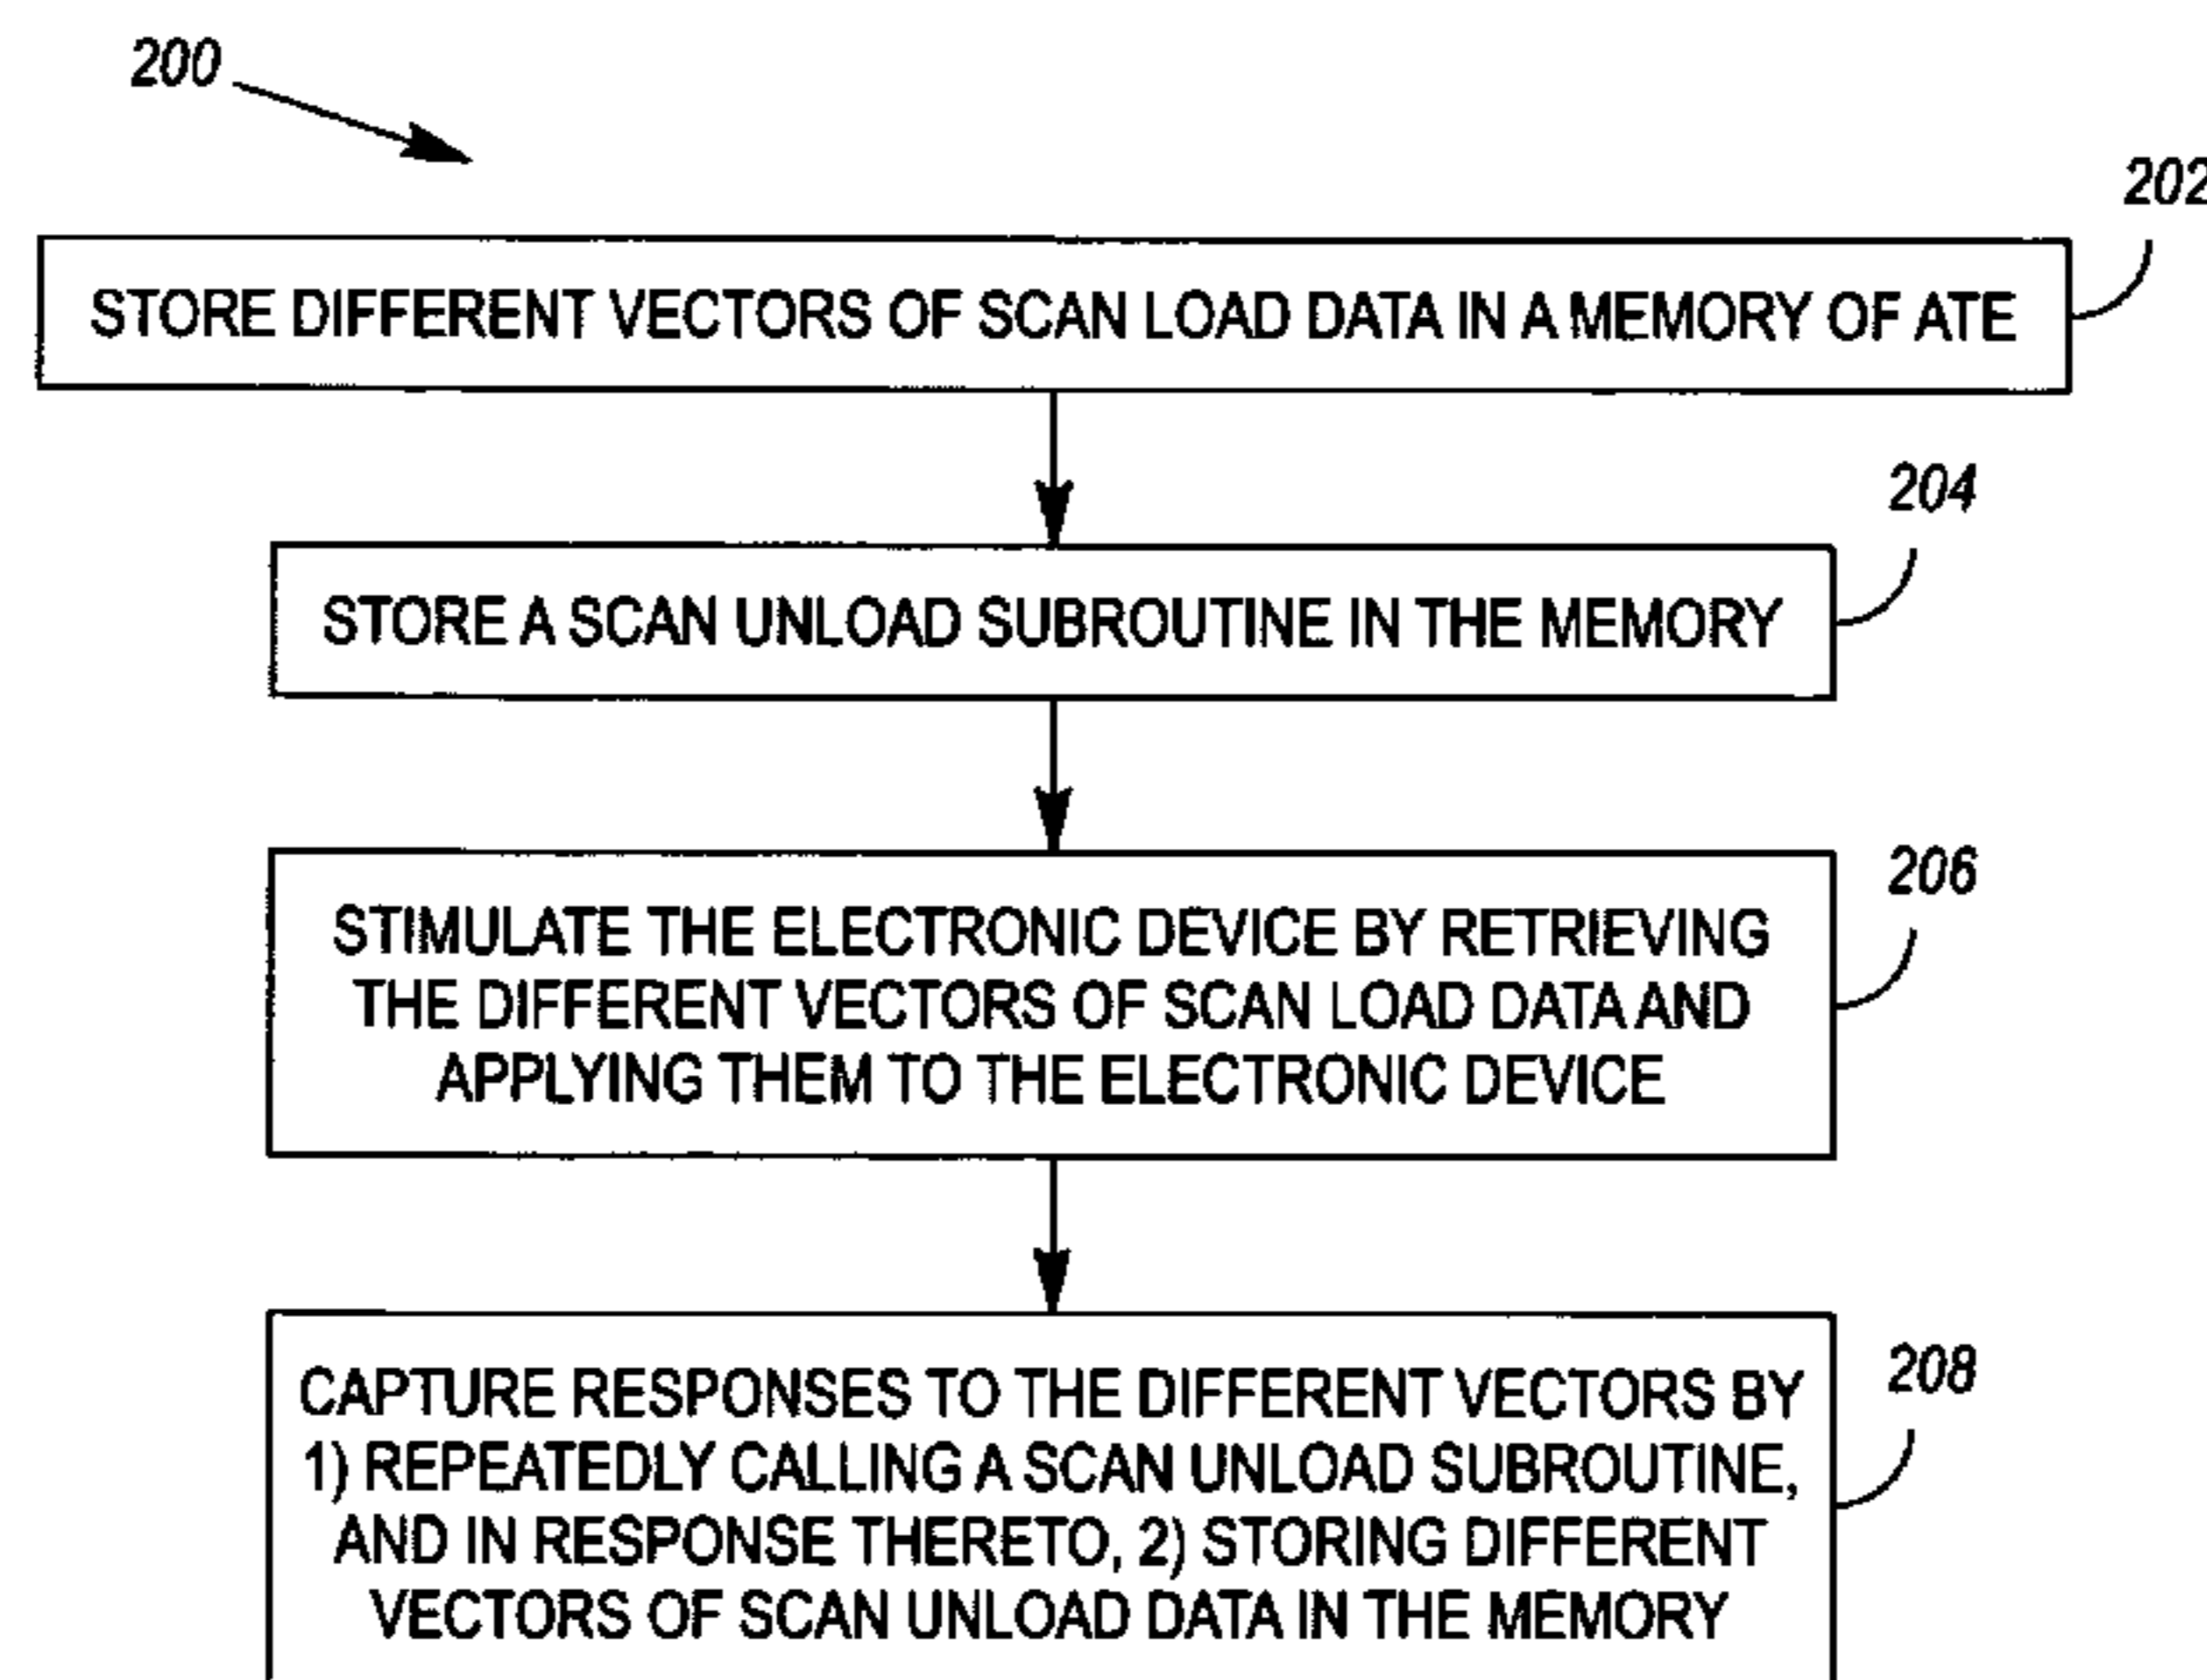 200
202
STORE DIFFERENT VECTORS OF SCAN LOAD DATA IN A MEMORY OF ATE
204
STORE A SCAN UNLOAD SUBROUTINE IN THE MEMORY
206
STIMULATE THE ELECTRONIC DEVICE BY RETRIEVING
THE DIFFERENT VECTORS OF SCAN LOAD DATA AND
APPLYING THEM TO THE ELECTRONIC DEVICE
208
CAPTURE RESPONSES TO THE DIFFERENT VECTORS BY
1) REPEATEDLY CALLING A SCAN UNLOAD SUBROUTINE,
AND IN RESPONSE THERETO, 2) STORING DIFFERENT
VECTORS OF SCAN UNLOAD DATA IN THE MEMORY